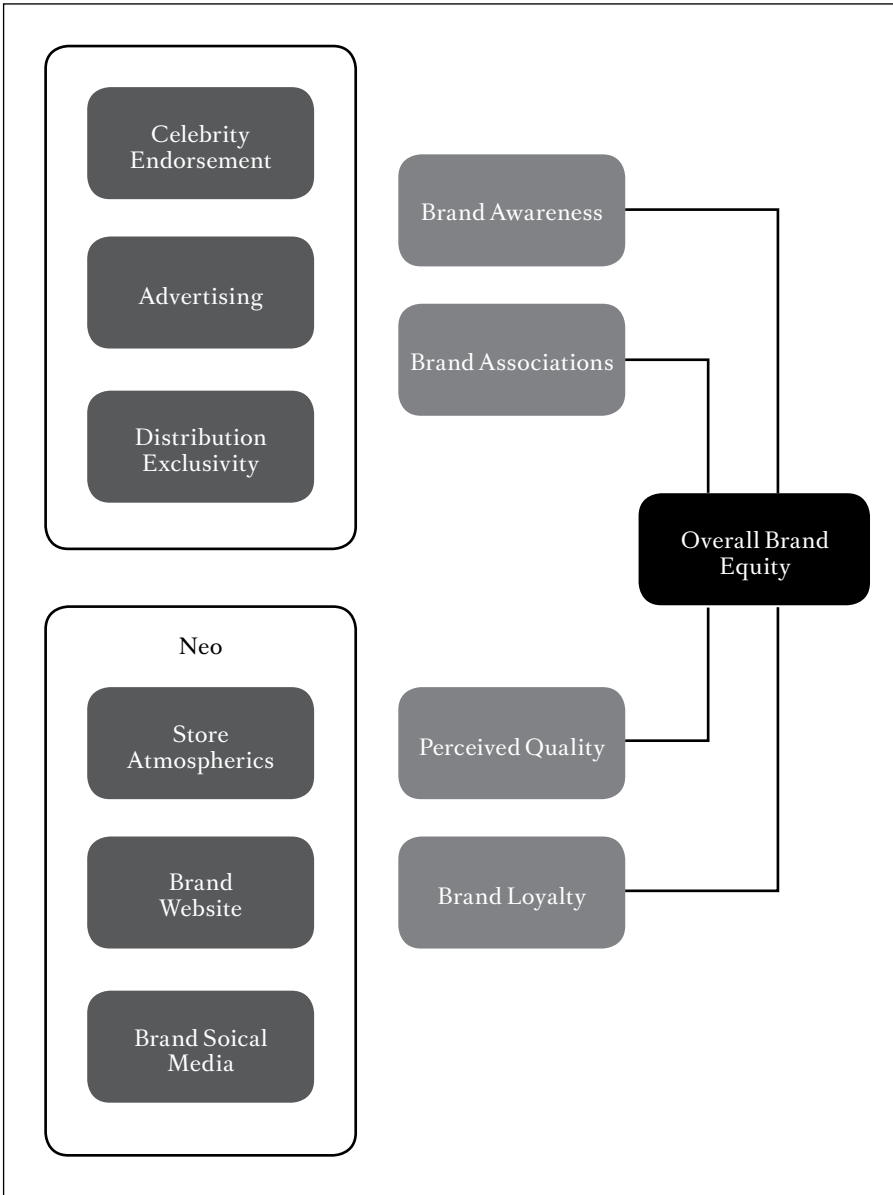 Celebrity
Endorsement
Advertising
Distribution
Exclusivity
Neo
Store
Atmospherics
Brand
Website
Brand Soical
Media
Brand Awareness
Brand Associations
Perceived Quality
Brand Loyalty
Overall Brand
Equity